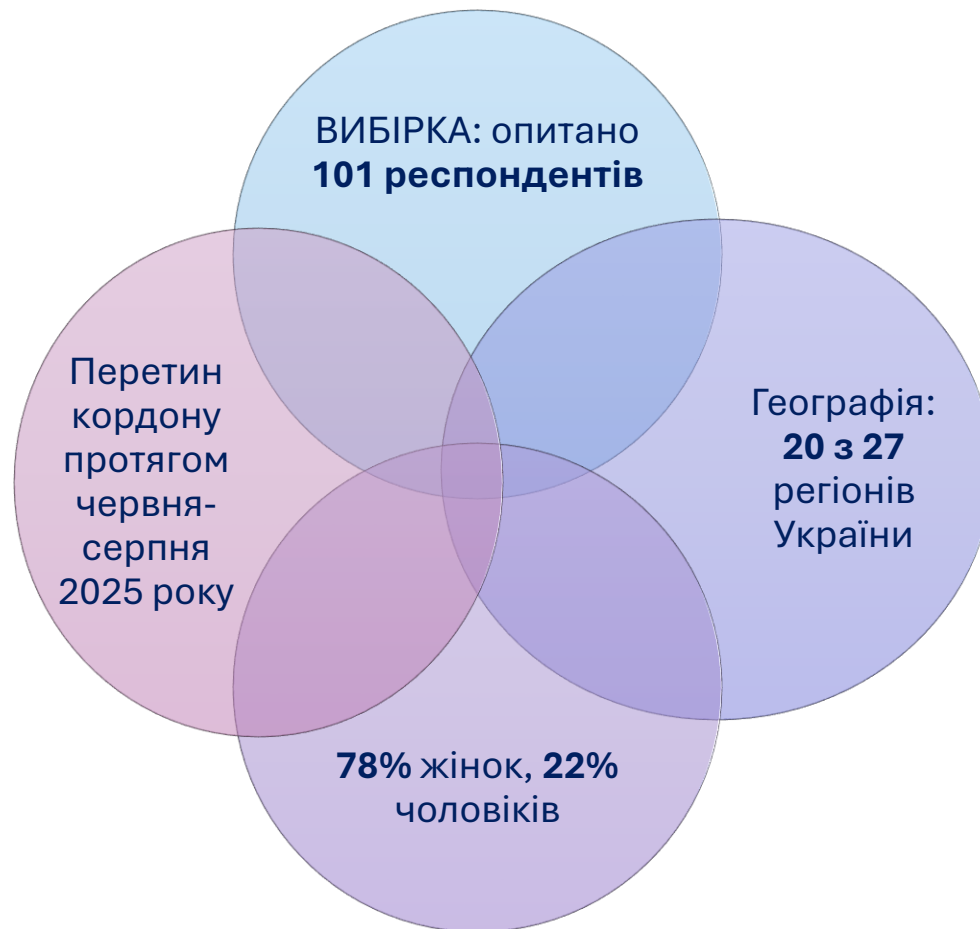 ВИБІРКА: опитано
101 респондентів
Перетин
кордону
протягом
червня-
серпня
2025 року
Географія:
20 з 27
регіонів
України
78% жінок, 22%
чоловіків